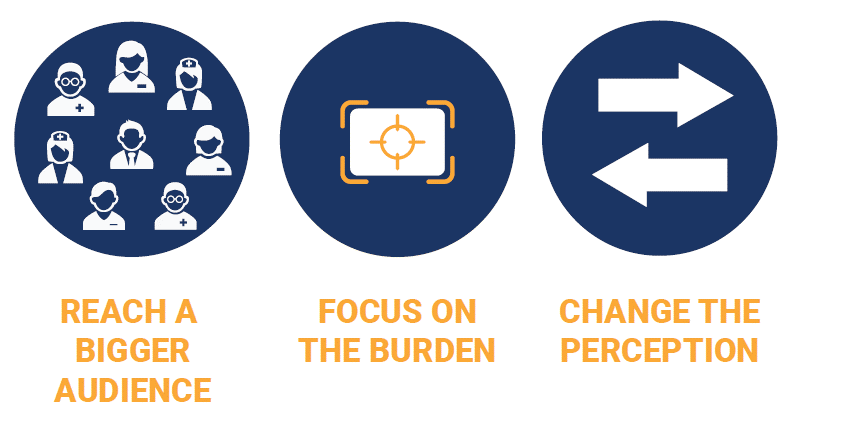 REACH A
BIGGER
AUDIENCE
FOCUS ON
THE BURDEN
CHANGE THE
PERCEPTION